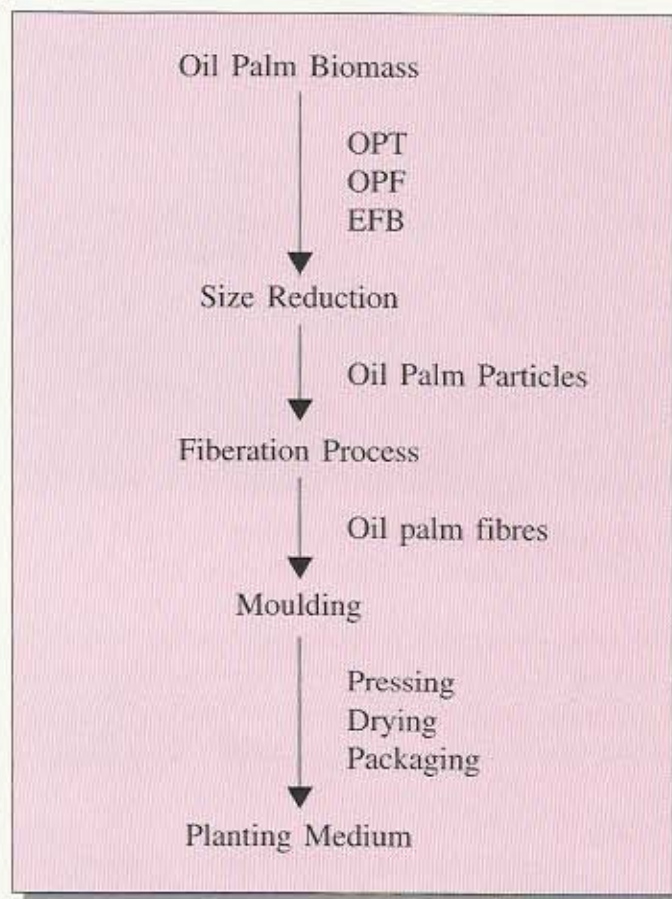 Oil Palm Biomass
OPT
OPF
EFB
Size Reduction
Oil Palm Particles
Fiberation Process
Oil palm fibres
Moulding
Pressing
Drying
Packaging
Planting Medium